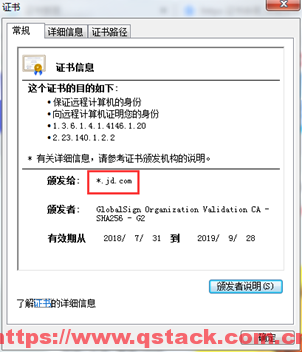 证书
常规
详细信息
证书路径
证书信息
这个证书的目的如下:
•保证远程计算机的身份
•向远程计算机证明您的身份
•1.3.6.1.4.1.4146.1.20
•2.23.140.1.2.2
* 有关详细信息，请参考证书颁发机构的说明。
颁发给: *.jd.com
颁发者: GlobalSign Organization Validation CA -
SHA256 - G2
有效期从 2018/ 7/ 31 到 2019/ 9/ 28
颁发者说明(S)
了解证书的详细信息
https://www.qstack.com.cn
确定